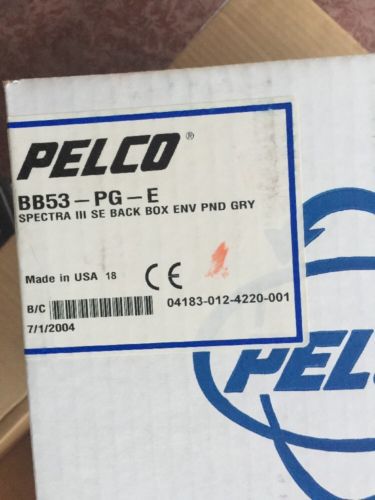 PELCO®
BB53-PG-E
SPECTRA III SE BACK BOX ENV PND GRY
Made in USA 18 CE
B/C 04183-012-4220-001
7/1/2004
PEL